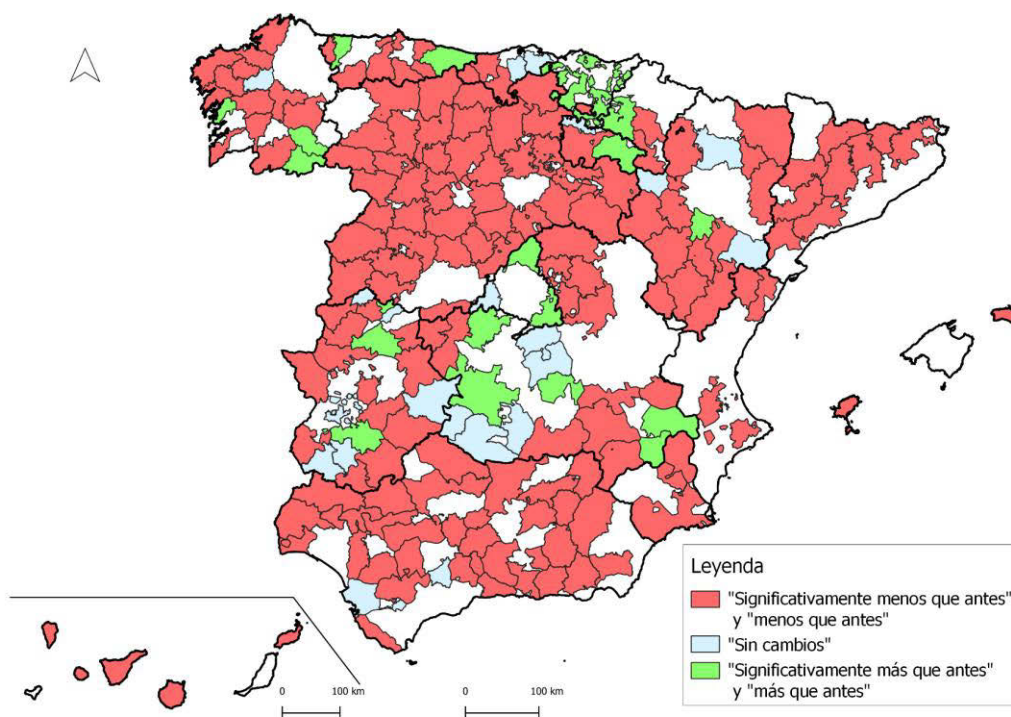 Leyenda
"Significativamente menos que antes"
y "menos que antes"
"Sin cambios"
"Significativamente más que antes"
y "más que antes"
0 100 km
0 100 km